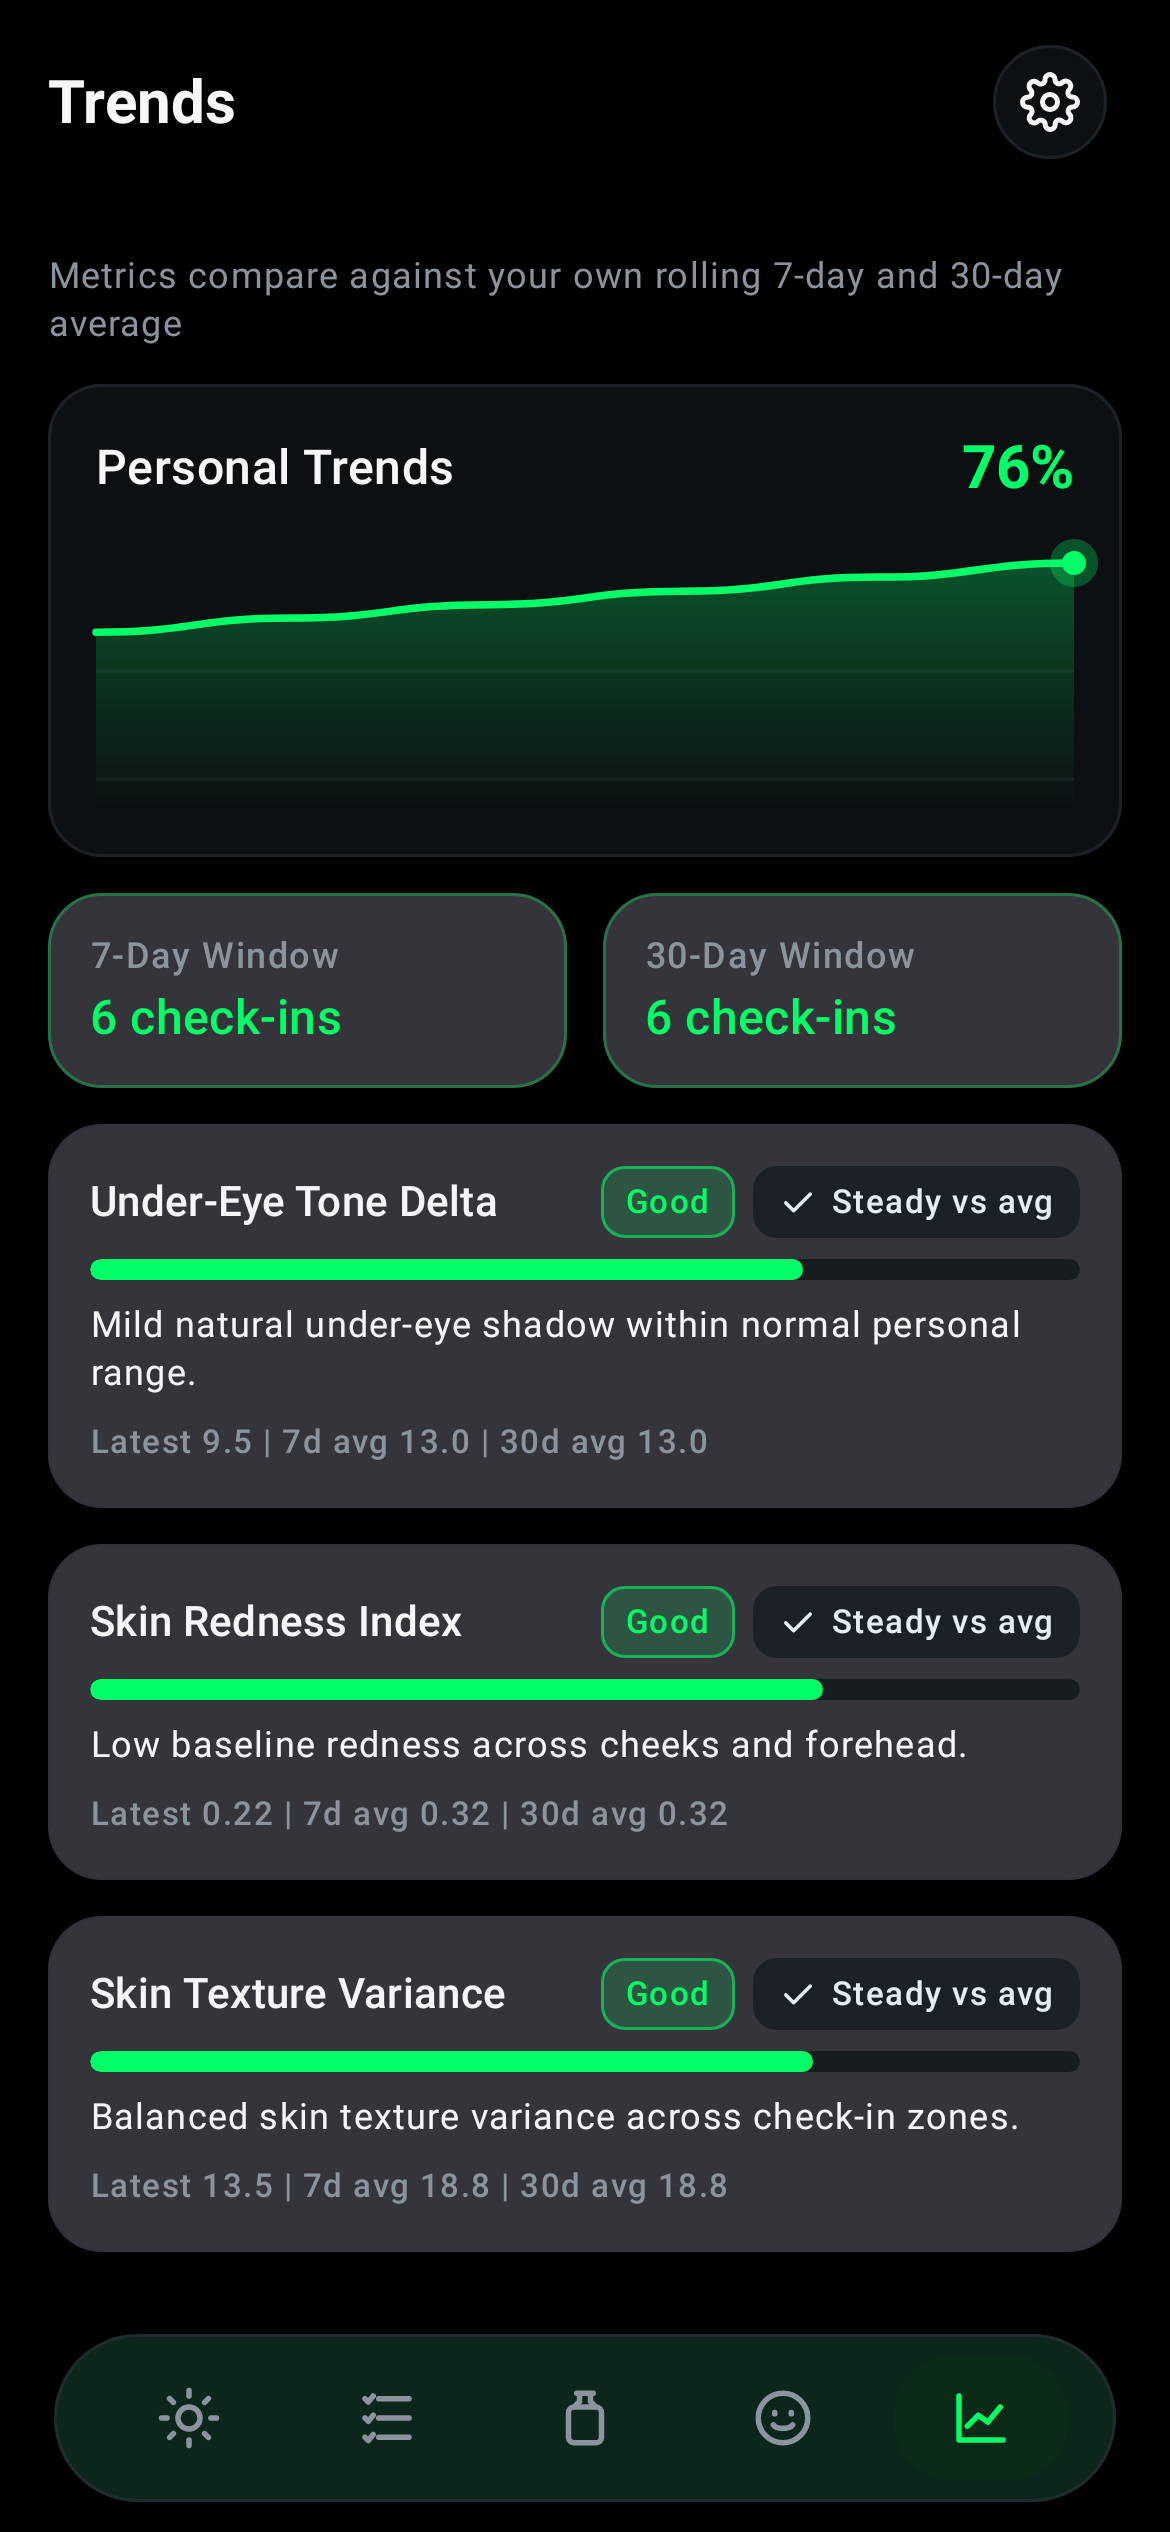 Trends
Metrics compare against your own rolling 7-day and 30-day
average
Personal Trends
76%
7-Day Window
6 check-ins
30-Day Window
6 check-ins
Under-Eye Tone Delta
Good
Steady vs avg
Mild natural under-eye shadow within normal personal
range.
Latest 9.5 | 7d avg 13.0 | 30d avg 13.0
Skin Redness Index
Good
Steady vs avg
Low baseline redness across cheeks and forehead.
Latest 0.22 | 7d avg 0.32 | 30d avg 0.32
Skin Texture Variance
Good
Steady vs avg
Balanced skin texture variance across check-in zones.
Latest 13.5 | 7d avg 18.8 | 30d avg 18.8